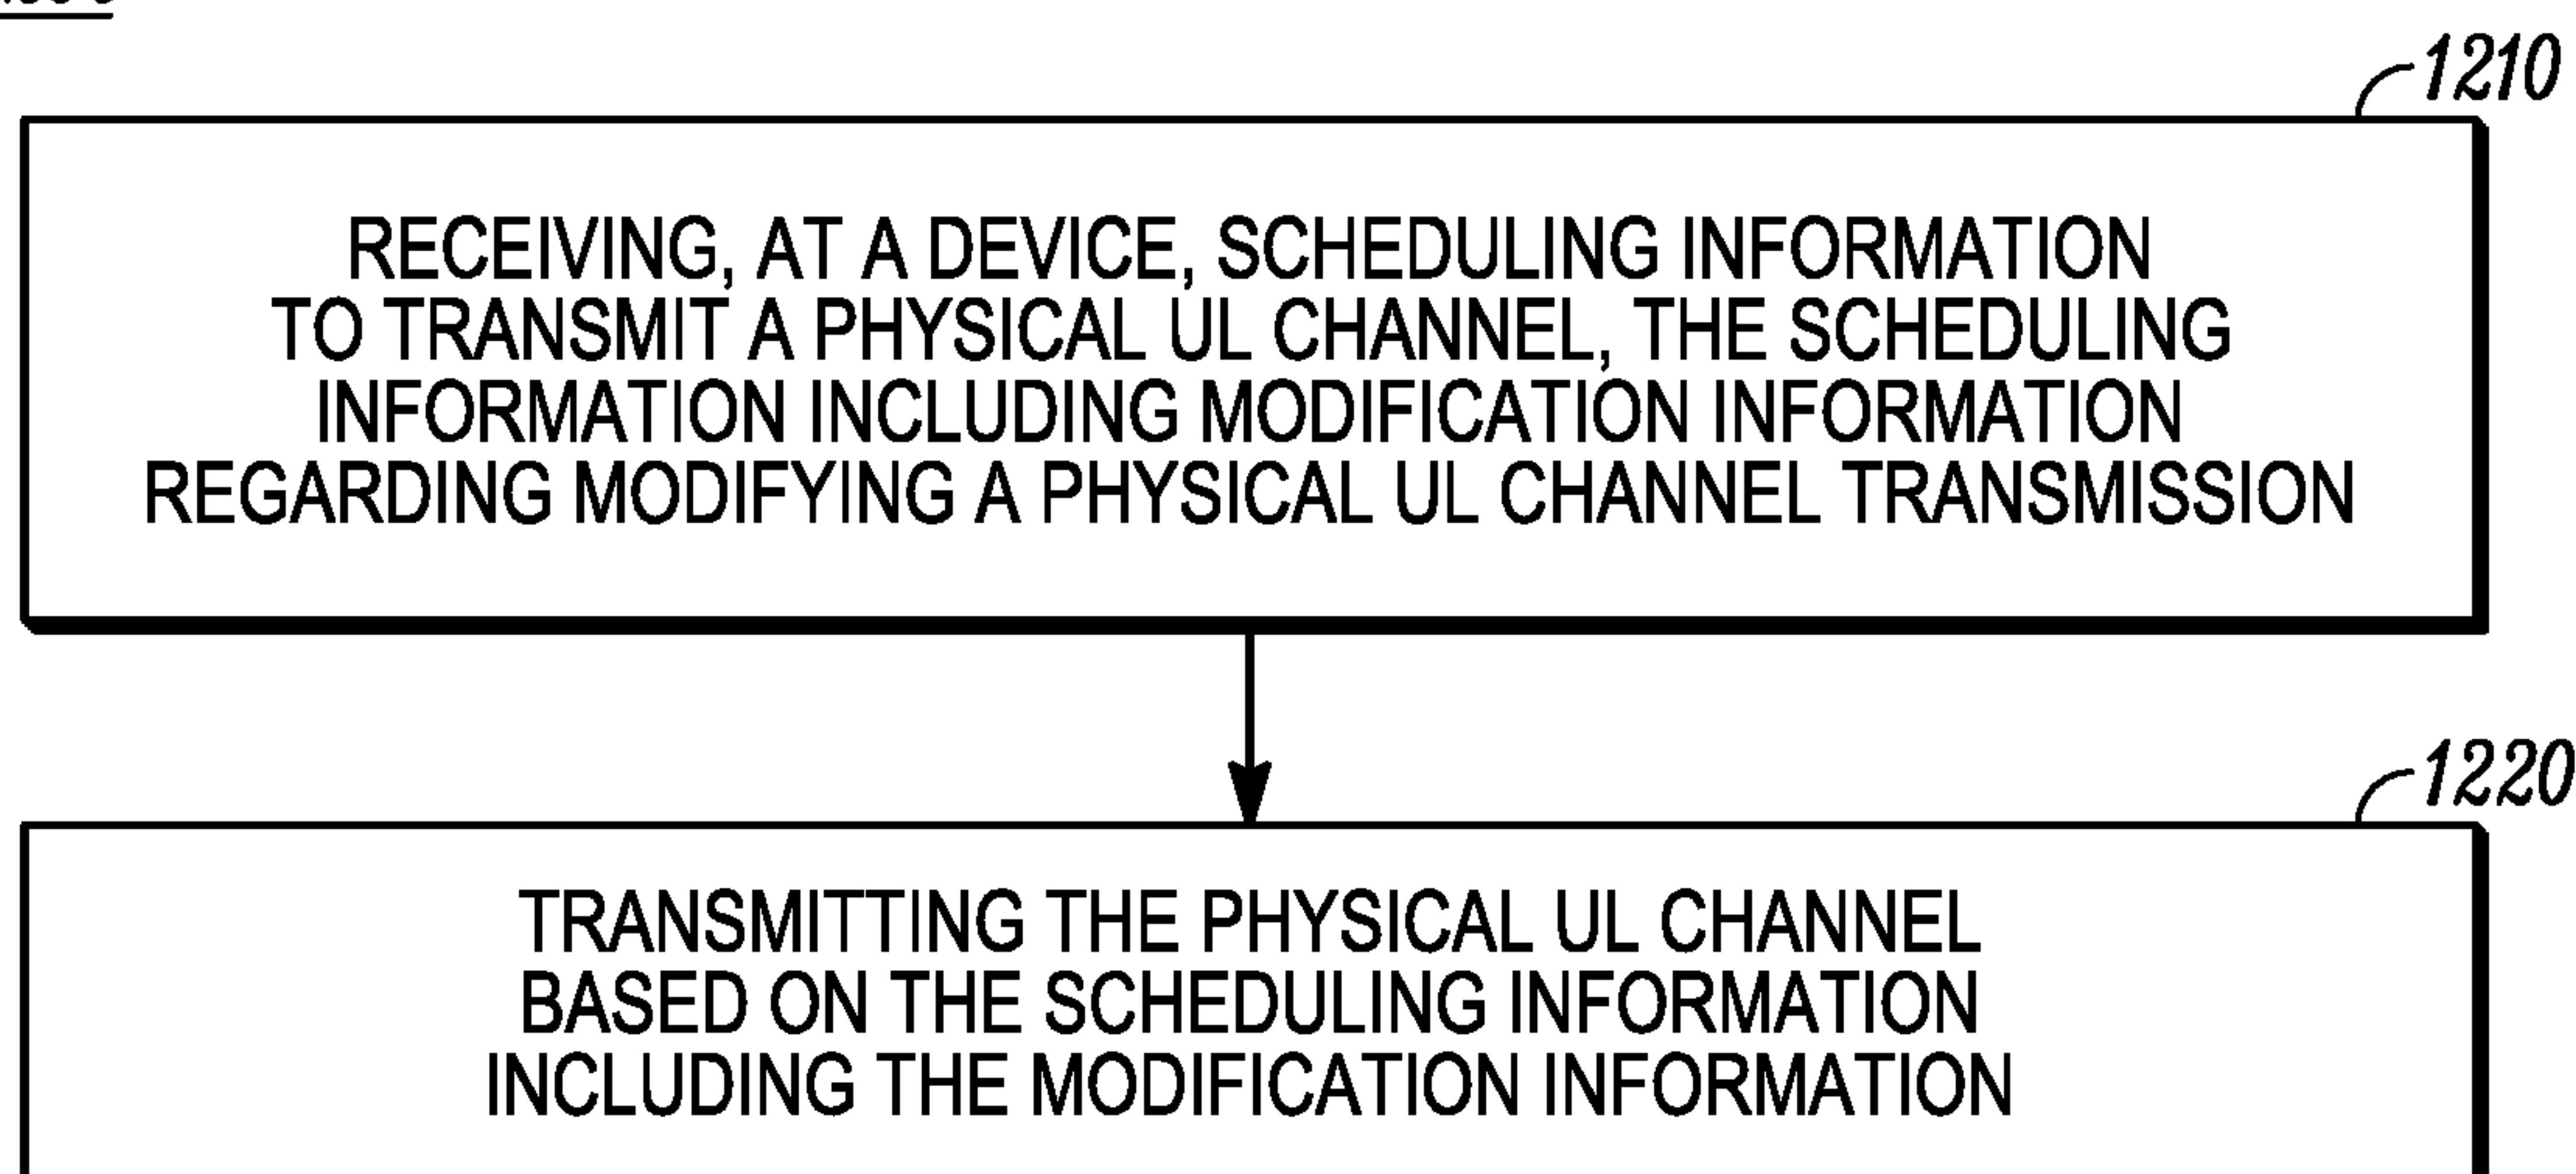 1210
RECEIVING, AT A DEVICE, SCHEDULING INFORMATION
TO TRANSMIT A PHYSICAL UL CHANNEL, THE SCHEDULING
INFORMATION INCLUDING MODIFICATION INFORMATION
REGARDING MODIFYING A PHYSICAL UL CHANNEL TRANSMISSION
1220
TRANSMITTING THE PHYSICAL UL CHANNEL
BASED ON THE SCHEDULING INFORMATION
INCLUDING THE MODIFICATION INFORMATION